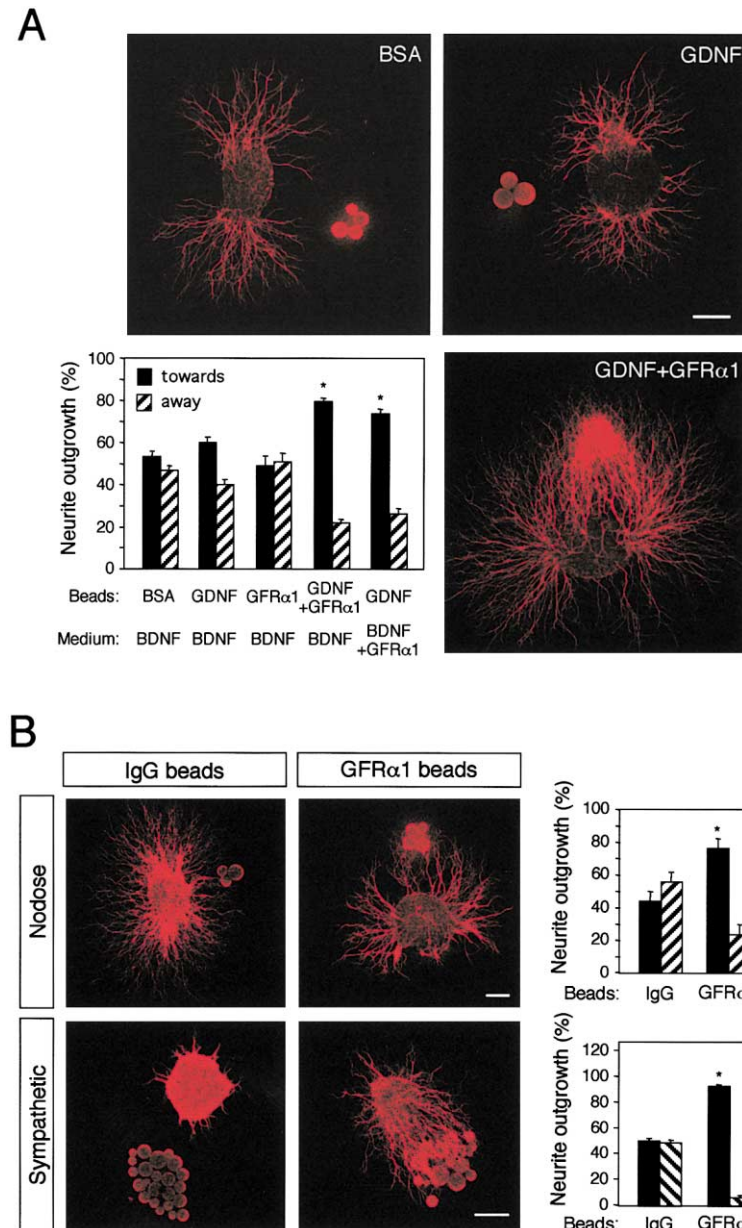 A
BSA
GDNF
100
80
60
40
20
0
Neurite outgrowth (%)
towards
away
*
*
Beads: BSA GDNF GFRα1 GDNF +GFRα1 GDNF
Medium: BDNF BDNF BDNF BDNF BDNF +GFRα1
GDNF+GFRα1
B
IgG beads
GFRα1 beads
Nodose
Sympathetic
Neurite outgrowth (%)
100
80
60
40
20
0
*
Beads: IgG
Neurite outgrowth (%)
120
100
80
60
40
20
0
*
Beads: IgG